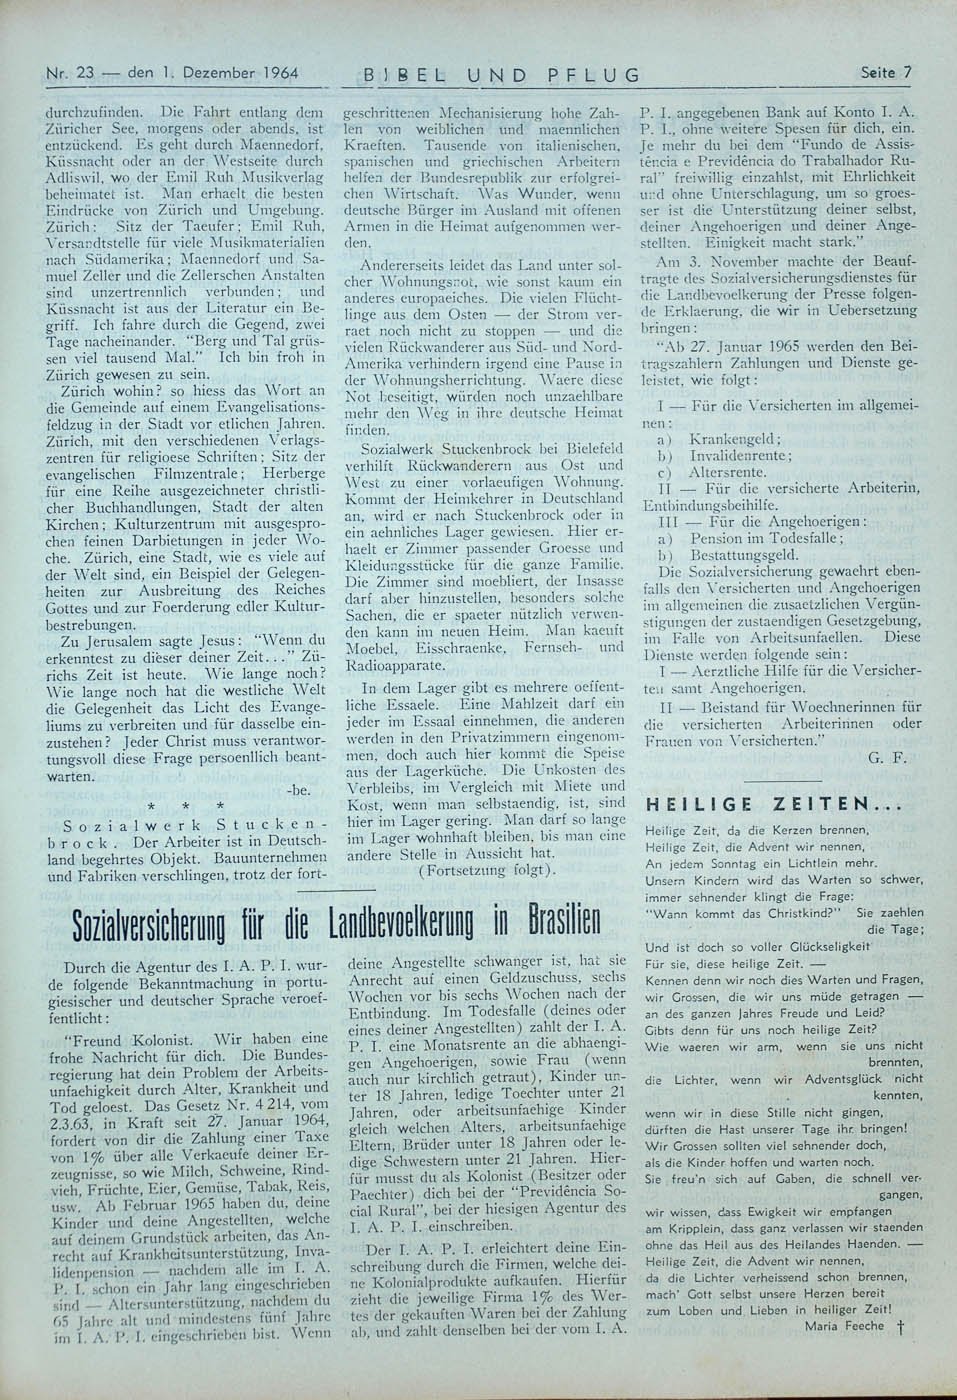 Nr. 23 — den 1. Dezember 1964
BIBEL UND PFLUG
Seite 7
durchzufinden. Die Fahrt entlang dem
Züricher See, morgens oder abends, ist
entzückend. Es geht durch Maennedorf,
Küssnacht oder an der Westseite durch
Adliswil, wo der Emil Ruh Musikverlag
beheimatet ist. Man erhaelt die besten
Eindrücke von Zürich und Umgebung.
Zürich: Sitz der Taeufer; Emil Ruh,
Versandtstelle für viele Musikmaterialien
nach Südamerika; Maennedorf und Sa-
muel Zeller und die Zellerschen Anstalten
sind unzertrennlich verbunden; und
Küssnacht ist aus der Literatur ein Be-
griff. Ich fahre durch die Gegend, zwei
Tage nacheinander. "Berg und Tal grüs-
sen viel tausend Mal." Ich bin froh in
Zürich gewesen zu sein.
Zürich wohin? so hiess das Wort an
die Gemeinde auf einem Evangelisations-
feldzug in der Stadt vor etlichen Jahren.
Zürich, mit den verschiedenen Verlags-
zentren für religioese Schriften; Sitz der
evangelischen Filmzentrale; Herberge
für eine Reihe ausgezeichneter christli-
cher Buchhandlungen, Stadt der alten
Kirchen; Kulturzentrum mit ausgespro-
chen feinen Darbietungen in jeder Wo-
che. Zürich, eine Stadt, wie es viele auf
der Welt sind, ein Beispiel der Gelegen-
heiten zur Ausbreitung des Reiches
Gottes und zur Foerderung edler Kultur-
bestrebungen.
Zu Jerusalem sagte Jesus: "Wenn du
erkenntest zu dieser deiner Zeit..." Zü-
richs Zeit ist heute. Wie lange noch?
Wie lange noch hat die westliche Welt
die Gelegenheit das Licht des Evange-
liums zu verbreiten und für dasselbe ein-
zustehen? Jeder Christ muss verantwor-
tungsvoll diese Frage persoenllich beant-
warten.
-be.
* * *
Sozialwerk Stucken-
brock. Der Arbeiter ist in Deutsch-
land begehrtes Objekt. Bauunternehmen
und Fabriken verschlingen, trotz der fort-
geschrittenen Mechanisierung hohe Zah-
len von weiblichen und maennlichen
Kraeften. Tausende von italienischen,
spanischen und griechischen Arbeitern
helfen der Bundesrepublik zur erfolgrei-
chen Wirtschaft. Was Wunder, wenn
deutsche Bürger im Ausland mit offenen
Armen in die Heimat aufgenommen wer-
den.
Andererseits leidet das Land unter sol-
cher Wohnungsnot, wie sonst kaum ein
anderes europaeiches. Die vielen Flücht-
linge aus dem Osten — der Strom ver-
raet noch nicht zu stoppen — und die
vielen Rückwanderer aus Süd- und Nord-
Amerika verhindern irgend eine Pause in
der Wohnungsherrichtung. Waere diese
Not beseitigt, würden noch unzaehlbare
mehr den Weg in ihre deutsche Heimat
finden.
Sozialwerk Stuckenbrock bei Bielefeld
verhilft Rückwanderern aus Ost und
West zu einer vorlaeufigen Wohnung.
Kommt der Heimkehrer in Deutschland
an, wird er nach Stuckenbrock oder in
ein aehnliches Lager gewiesen. Hier er-
haelt er Zimmer passender Groesse und
Kleidungsstücke für die ganze Familie.
Die Zimmer sind moebliert, der Insasse
darf aber hinzustellen, besonders solche
Sachen, die er spaeter nützlich verwen-
den kann im neuen Heim. Man kaeuft
Moebel, Eisschraenke, Fernseh- und
Radioapparate.
In dem Lager gibt es mehrere oeffent-
liche Essaele. Eine Mahlzeit darf ein
jeder im Essaal einnehmen, die anderen
werden in den Privatzimmern eingenom-
men, doch auch hier kommt die Speise
aus der Lagerküche. Die Unkosten des
Verbleibs, im Vergleich mit Miete und
Kost, wenn man selbstaendig, ist, sind
hier im Lager gering. Man darf so lange
im Lager wohnhaft bleiben, bis man eine
andere Stelle in Aussicht hat.
(Fortsetzung folgt).
Sozialversicherung für die Landbevoelkerung in Brasilien
Durch die Agentur des I. A. P. I. wur-
de folgende Bekanntmachung in portu-
giesischer und deutscher Sprache veroef-
fentlicht:
"Freund Kolonist. Wir haben eine
frohe Nachricht für dich. Die Bundes-
regierung hat dein Problem der Arbeits-
unfaehigkeit durch Alter, Krankheit und
Tod geloest. Das Gesetz Nr. 4 214, vom
2.3.63, in Kraft seit 27. Januar 1964,
fordert von dir die Zahlung einer Taxe
von 1% über alle Verkaeufe deiner Er-
zeugnisse, so wie Milch, Schweine, Rind-
vieh, Früchte, Eier, Gemüse, Tabak, Reis,
usw. Ab Februar 1965 haben du, deine
Kinder und deine Angestellten, welche
auf deinem Grundstück arbeiten, das An-
recht auf Krankheitsunterstützung, Inva-
lidenpension — nachdem alle im I. A.
P. I. schon ein Jahr lang eingeschrieben
sind — Altersunterstützung, nachdem du
65 Jahre alt und mindestens fünf Jahre
im I. A. P. I. eingeschrieben bist. Wenn
deine Angestellte schwanger ist, hat sie
Anrecht auf einen Geldzuschuss, sechs
Wochen vor bis sechs Wochen nach der
Entbindung. Im Todesfalle (deines oder
eines deiner Angestellten) zahlt der I. A.
P. I. eine Monatsrente an die abhaengi-
gen Angehoerigen, sowie Frau (wenn
auch nur kirchlich getraut), Kinder un-
ter 18 Jahren, ledige Toechter unter 21
Jahren, oder arbeitsunfaehige Kinder
gleich welchen Alters, arbeitsunfaehige
Eltern, Brüder unter 18 Jahren oder le-
dige Schwestern unter 21 Jahren. Hier-
für musst du als Kolonist (Besitzer oder
Paechter) dich bei der "Previdência So-
cial Rural", bei der hiesigen Agentur des
I. A. P. I. einschreiben.
Der I. A. P. I. erleichtert deine Ein-
schreibung durch die Firmen, welche dei-
ne Kolonialprodukte aufkaufen. Hierfür
zieht die jeweilige Firma 1% des Wer-
tes der gekauften Waren bei der Zahlung
ab, und zahlt denselben bei der vom I. A.
P. I. angegebenen Bank auf Konto I. A.
P. I., ohne weitere Spesen für dich, ein.
Je mehr du bei dem "Fundo de Assis-
tência e Previdência do Trabalhador Ru-
ral" freiwillig einzahlst, mit Ehrlichkeit
und ohne Unterschlagung, um so groes-
ser ist die Unterstützung deiner selbst,
deiner Angehoerigen und deiner Ange-
stellten. Einigkeit macht stark."
Am 3. November machte der Beauf-
tragte des Sozialversicherungsdienstes für
die Landbevoelkerung der Presse folgen-
de Erklaerung, die wir in Uebersetzung
bringen:
"Ab 27. Januar 1965 werden den Bei-
tragszahlern Zahlungen und Dienste ge-
leistet, wie folgt:
I — Für die Versicherten im allgemei-
nen:
a) Krankengeld;
b) Invalidenrente;
c) Altersrente.
II — Für die versicherte Arbeiterin,
Entbindungsbeihilfe.
III — Für die Angehoerigen:
a) Pension im Todesfalle;
b) Bestattungsgeld.
Die Sozialversicherung gewaehrt eben-
falls den Versicherten und Angehoerigen
im allgemeinen die zusaetzlichen Vergün-
stigungen der zustaendigen Gesetzgebung,
im Falle von Arbeitsunfaellen. Diese
Dienste werden folgende sein:
I — Aerztliche Hilfe für die Versicher-
ten samt Angehoerigen.
II — Beistand für Woechnerinnen für
die versicherten Arbeiterinnen oder
Frauen von Versicherten."
G. F.
HEILIGE ZEITEN...
Heilige Zeit, da die Kerzen brennen,
Heilige Zeit, die Advent wir nennen,
An jedem Sonntag ein Lichtlein mehr.
Unsern Kindern wird das Warten so schwer,
immer sehnender klingt die Frage:
"Wann kommt das Christkind?" Sie zaehlen
die Tage;
Und ist doch so voller Glückseligkeit
Für sie, diese heilige Zeit. —
Kennen denn wir noch dies Warten und Fragen,
wir Grossen, die wir uns müde getragen —
an des ganzen Jahres Freude und Leid?
Gibts denn für uns noch heilige Zeit?
Wie waeren wir arm, wenn sie uns nicht
brennten,
die Lichter, wenn wir Adventsglück nicht
kennten,
wenn wir in diese Stille nicht gingen,
dürften die Hast unserer Tage ihr bringen!
Wir Grossen sollten viel sehnender doch,
als die Kinder hoffen und warten noch.
Sie freu'n sich auf Gaben, die schnell ver-
gangen,
wir wissen, dass Ewigkeit wir empfangen
am Kripplein, dass ganz verlassen wir staenden
ohne das Heil aus des Heilandes Haenden. —
Heilige Zeit, die Advent wir nennen,
da die Lichter verheissend schon brennen,
mach' Gott selbst unsere Herzen bereit
zum Loben und Lieben in heiliger Zeit!
Maria Feeche †